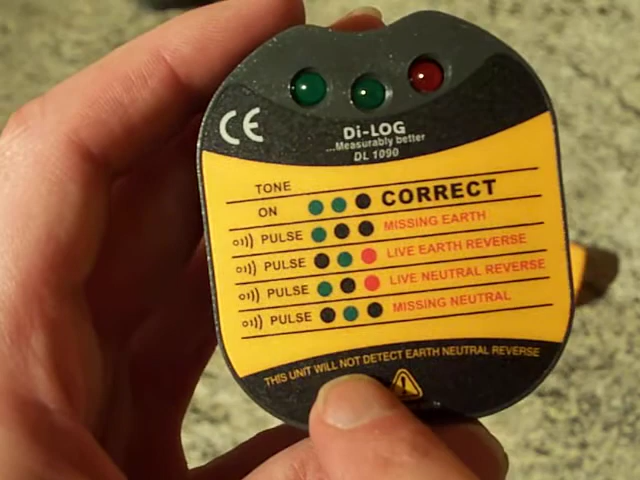 CE
Di-LOG
...Measurably better
DL 1090
TONE
ON CORRECT
PULSE MISSING EARTH
PULSE LIVE EARTH REVERSE
PULSE LIVE NEUTRAL REVERSE
PULSE MISSING NEUTRAL
THIS UNIT WILL NOT DETECT EARTH NEUTRAL REVERSE